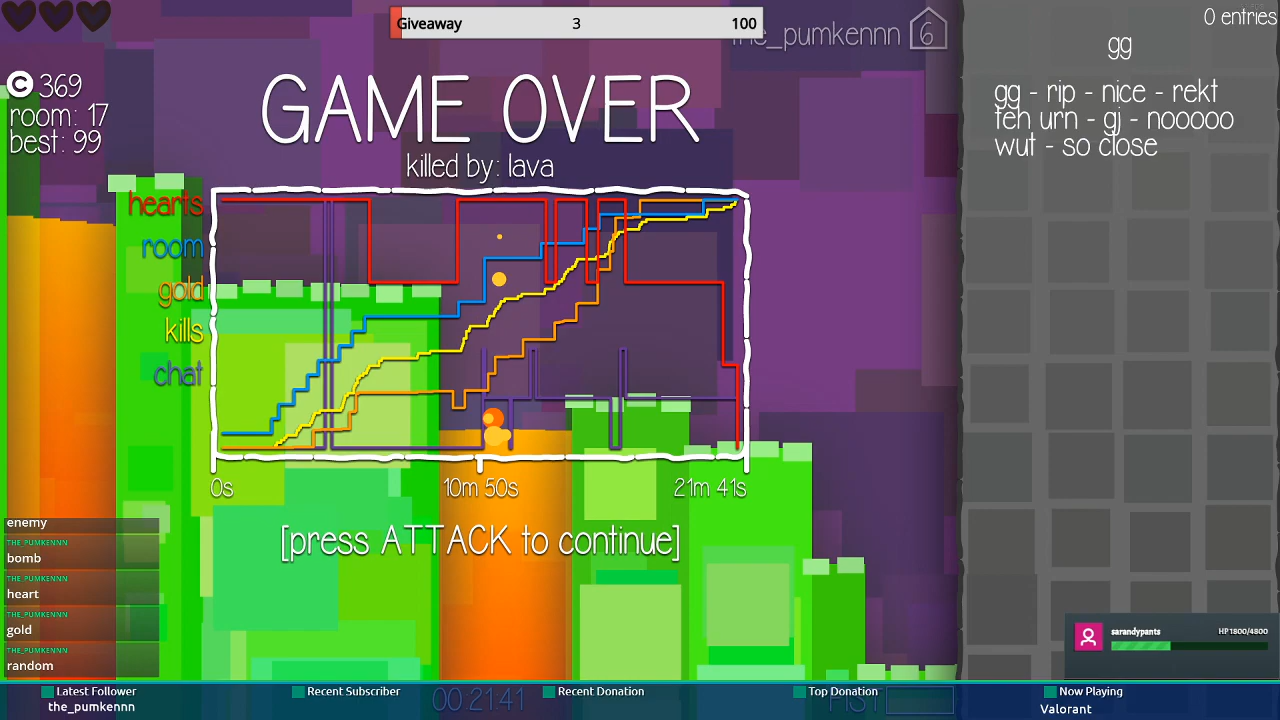 Giveaway 3 100
the_pumkennn 6
0 entries
gg
369
room: 17
best: 99
GAME OVER
killed by: lava
gg - rip - nice - rekt
teh urn - gj - nooooo
wut - so close
hearts
room
gold
kills
chat
0s
10m 50s
21m 41s
[press ATTACK to continue]
enemy
THE_PUMKENNN
bomb
THE_PUMKENNN
heart
THE_PUMKENNN
gold
THE_PUMKENNN
random
sarandypants HP 1800/4800
Latest Follower
the_pumkennn
Recent Subscriber
00:21:41
Recent Donation
Top Donation
FIST
Now Playing
Valorant